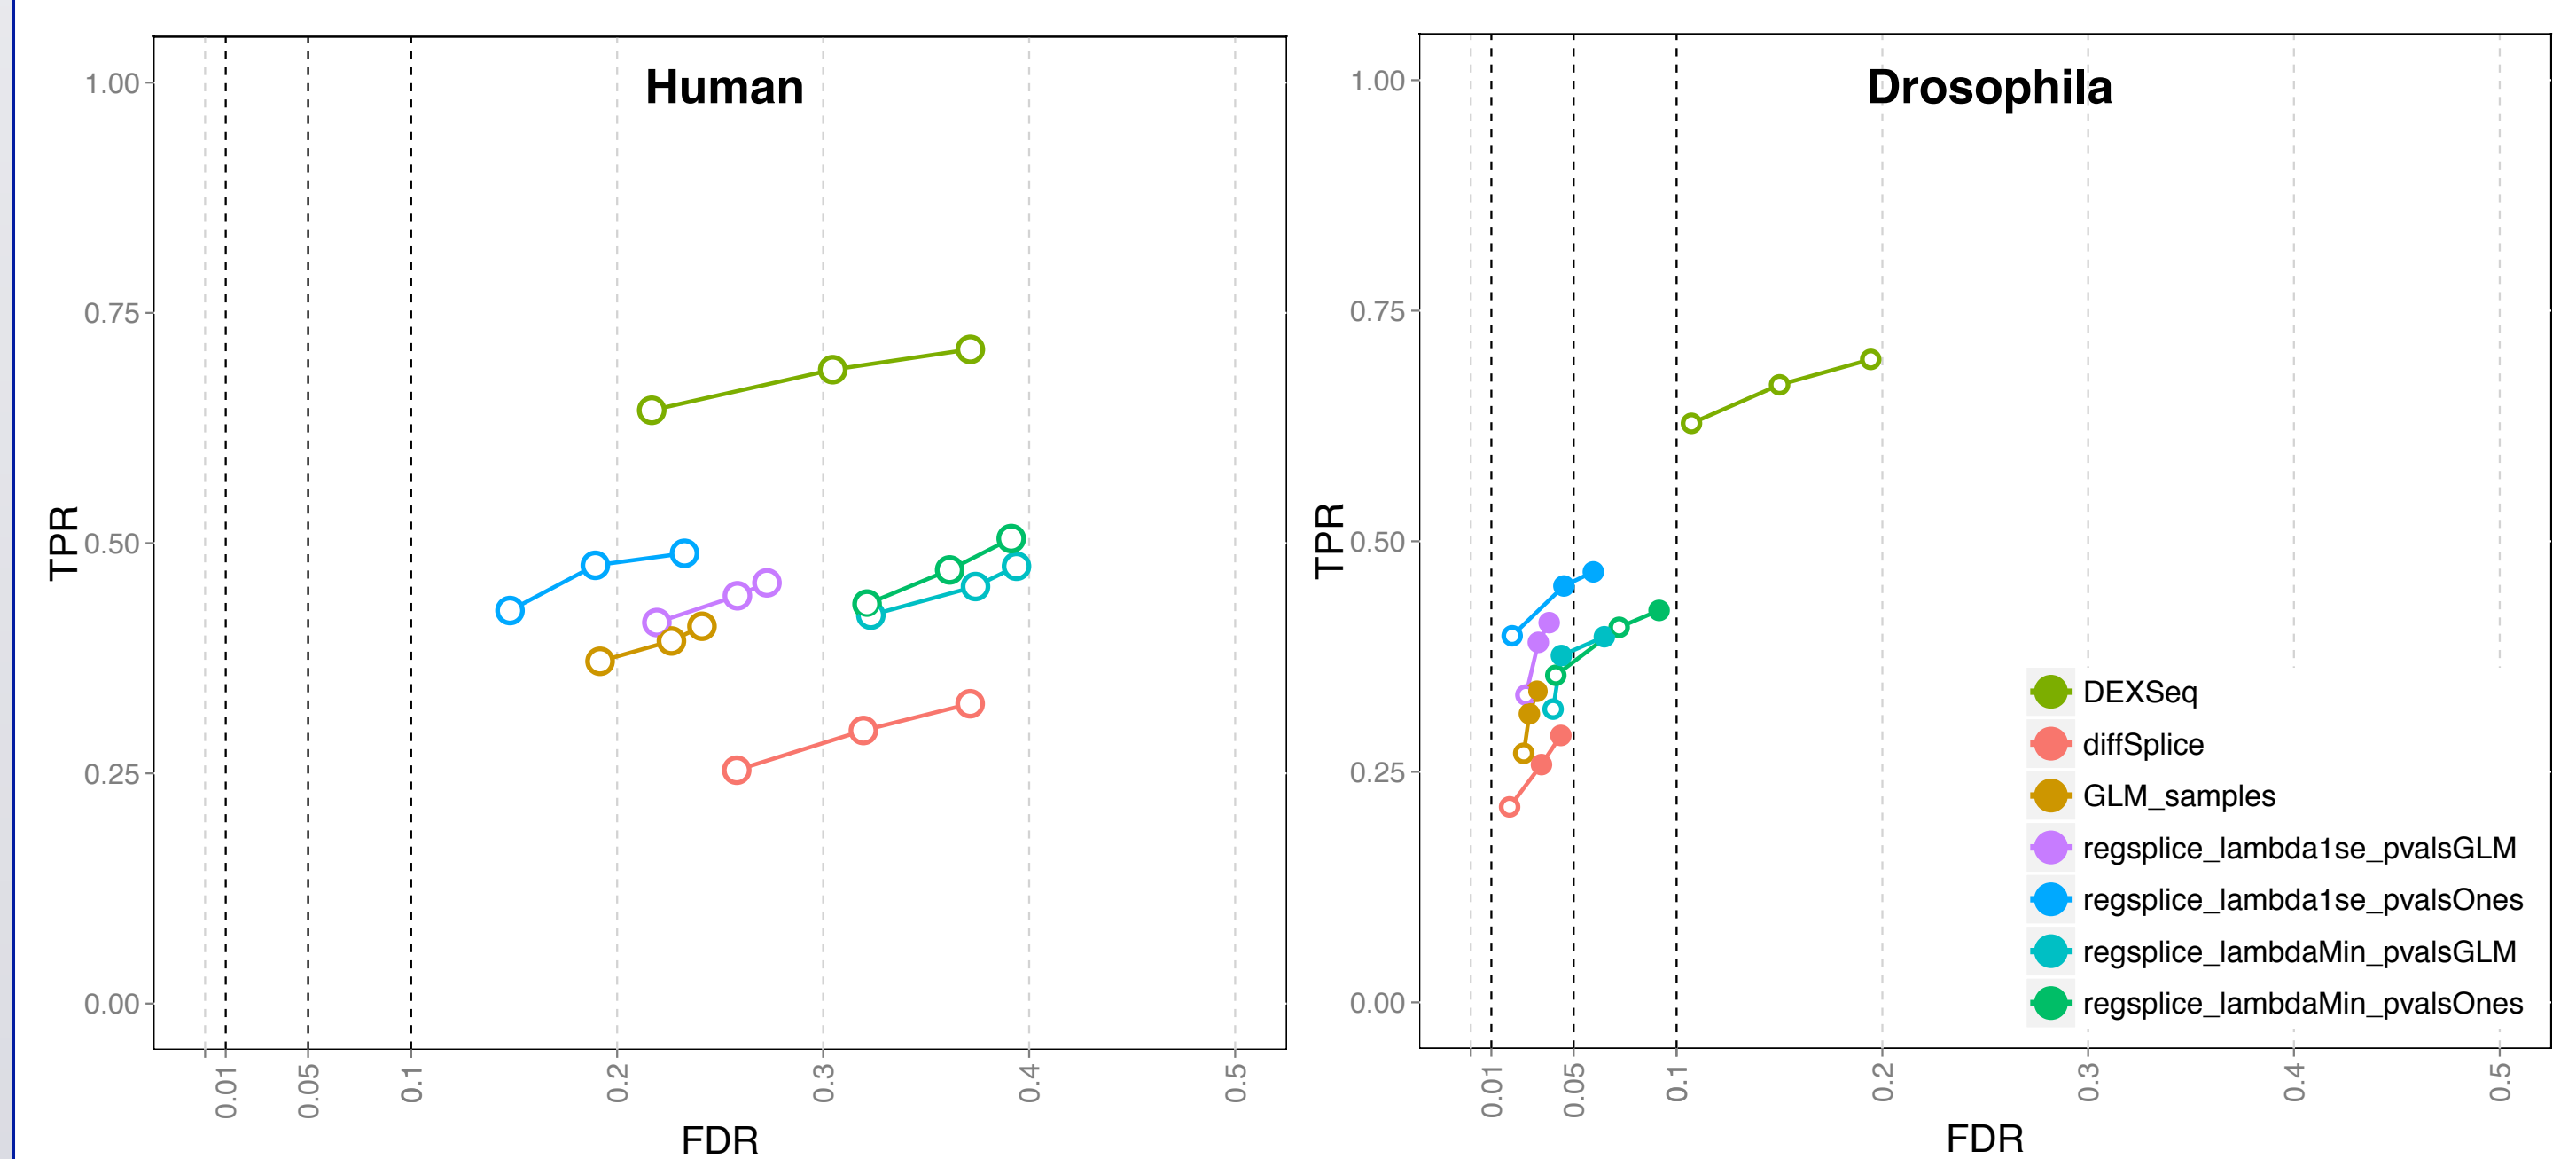 Human
1.00
0.75
0.50
0.25
0.00
TPR
0.01
0.05
0.1
0.2
0.3
0.4
0.5
FDR
Drosophila
1.00
0.75
0.50
0.25
0.00
TPR
0.01
0.05
0.1
0.2
0.3
0.4
0.5
FDR
DEXSeq
diffSplice
GLM_samples
regsplice_lambda1se_pvalsGLM
regsplice_lambda1se_pvalsOnes
regsplice_lambdaMin_pvalsGLM
regsplice_lambdaMin_pvalsOnes